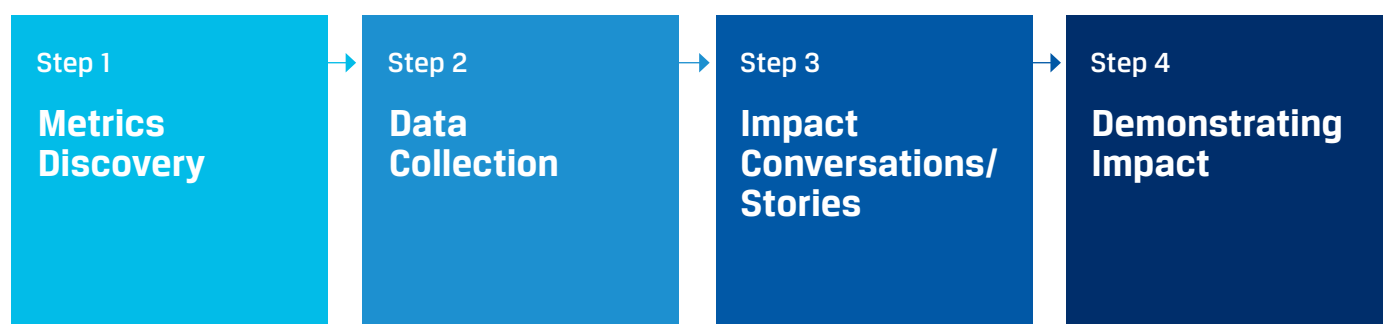 Step 1
Metrics
Discovery
Step 2
Data
Collection
Step 3
Impact
Conversations/
Stories
Step 4
Demonstrating
Impact